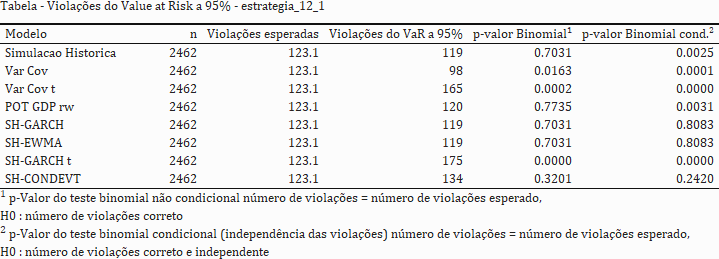 Tabela - Violações do Value at Risk a 95% - estrategia_12_1
Modelo n Violações esperadas Violações do VaR a 95% p-valor Binomial1 p-valor Binomial cond.2
Simulacao Historica 2462 123.1 119 0.7031 0.0025
Var Cov 2462 123.1 98 0.0163 0.0001
Var Cov t 2462 123.1 165 0.0002 0.0000
POT GDP rw 2462 123.1 120 0.7735 0.0031
SH-GARCH 2462 123.1 119 0.7031 0.8083
SH-EWMA 2462 123.1 119 0.7031 0.8083
SH-GARCH t 2462 123.1 175 0.0000 0.0000
SH-CONDEVT 2462 123.1 134 0.3201 0.2420
1 p-Valor do teste binomial não condicional número de violações = número de violações esperado,
H0 : número de violações correto
2 p-Valor do teste binomial condicional (independência das violações) número de violações = número de violações esperado,
H0 : número de violações correto e independente